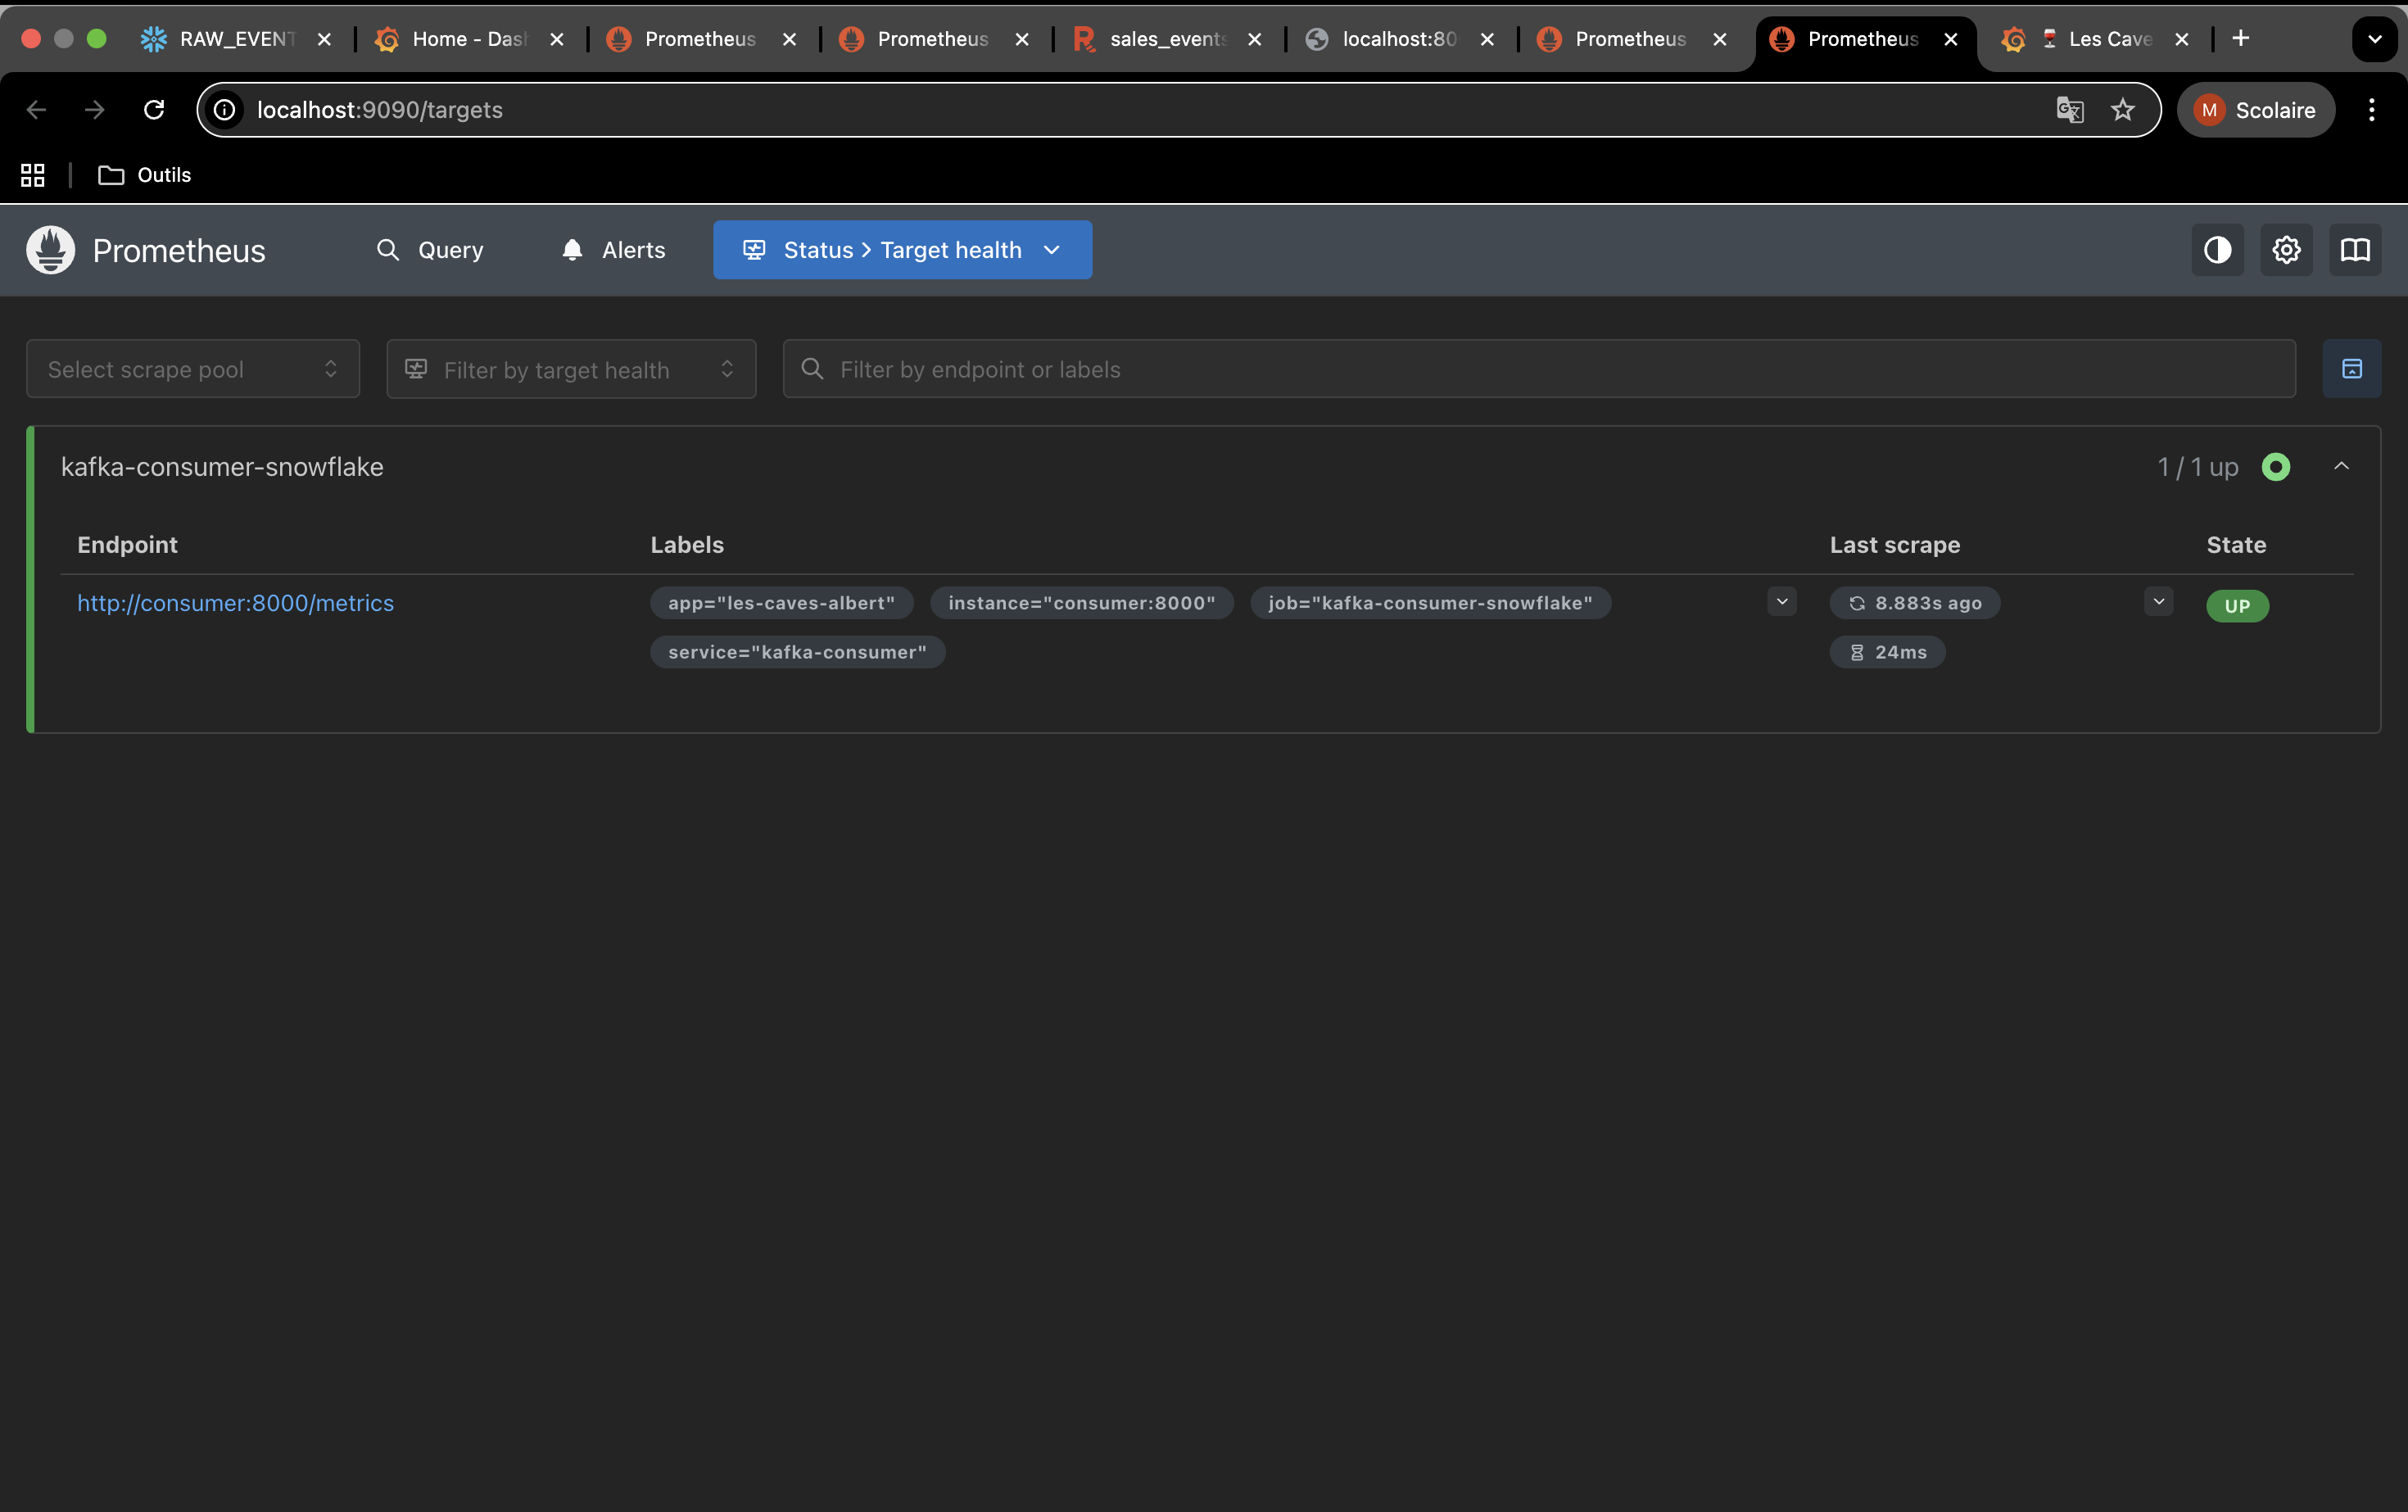 RAW_EVENT
Home - Das
Prometheus
Prometheus
sales_events
localhost:80
Prometheus
Prometheus
Les Cave
localhost:9090/targets
M Scolaire
Outils
Prometheus
Query
Alerts
Status > Target health
Select scrape pool
Filter by target health
Filter by endpoint or labels
kafka-consumer-snowflake
1 / 1 up
Endpoint Labels Last scrape State
http://consumer:8000/metrics app="les-caves-albert" instance="consumer:8000" job="kafka-consumer-snowflake" 8.883s ago UP
service="kafka-consumer" 24ms